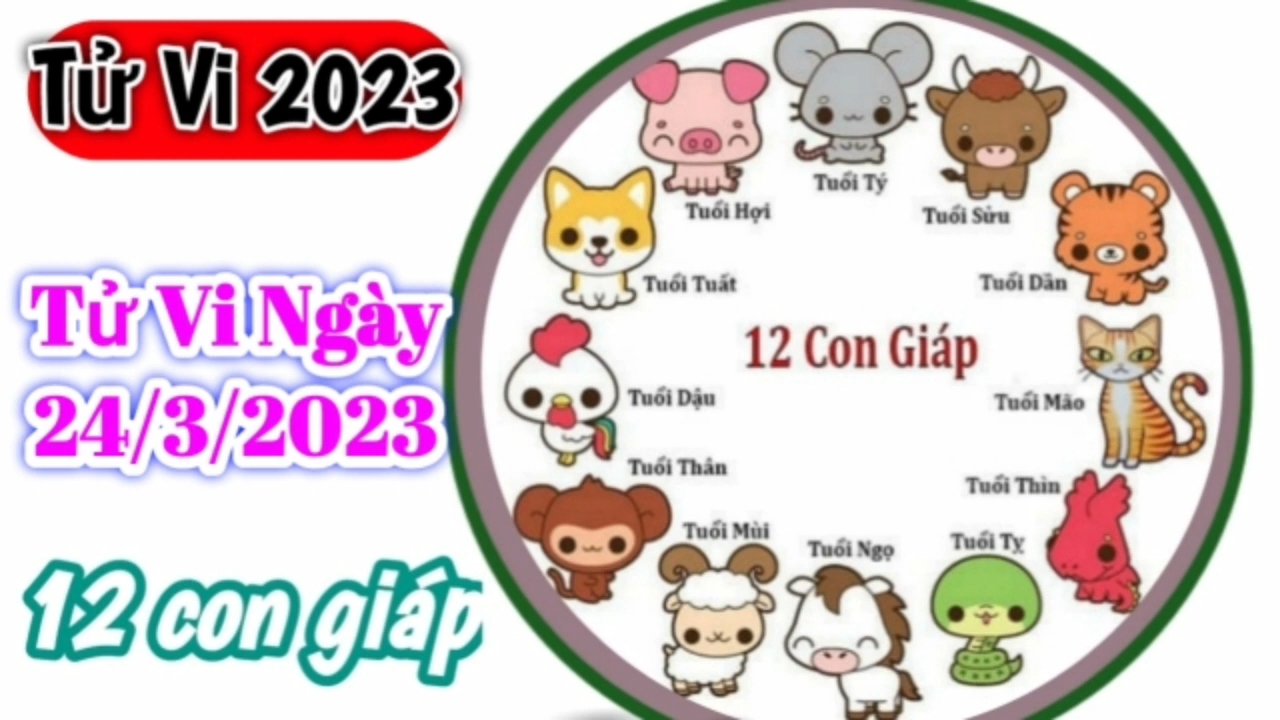 Tử Vi 2023
Tử Vi Ngày
24/3/2023
12 con giáp
12 Con Giáp
Tuổi Tý
Tuổi Sửu
Tuổi Dần
Tuổi Mão
Tuổi Thìn
Tuổi Tỵ
Tuổi Ngọ
Tuổi Mùi
Tuổi Thân
Tuổi Dậu
Tuổi Tuất
Tuổi Hợi